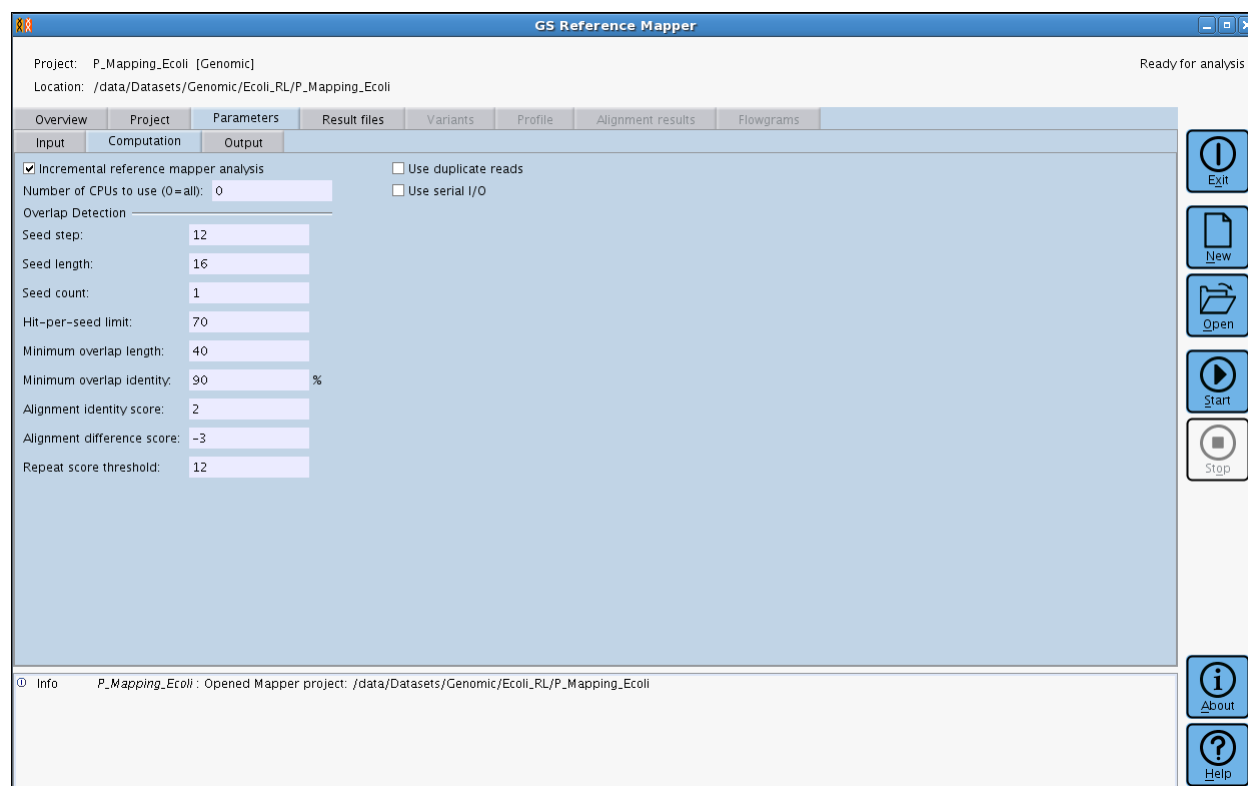 GS Reference Mapper
Project: P_Mapping_Ecoli [Genomic]
Ready for analysis
Location: /data/Datasets/Genomic/Ecoli_RL/P_Mapping_Ecoli
Overview Project Parameters Result files Variants Profile Alignment results Flowgrams
Input Computation Output
Incremental reference mapper analysis
Use duplicate reads
Number of CPUs to use (0=all): 0
Use serial I/O
Overlap Detection
Seed step: 12
Seed length: 16
Seed count: 1
Hit-per-seed limit: 70
Minimum overlap length: 40
Minimum overlap identity: 90 %
Alignment identity score: 2
Alignment difference score: -3
Repeat score threshold: 12
Exit
New
Open
Start
Stop
About
Help
Info P_Mapping_Ecoli : Opened Mapper project: /data/Datasets/Genomic/Ecoli_RL/P_Mapping_Ecoli